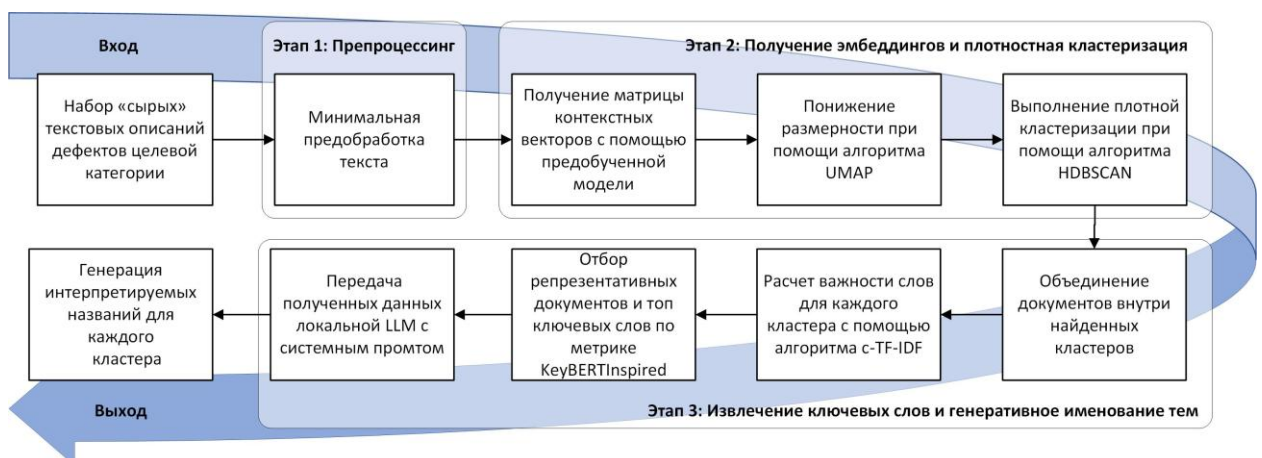 Вход
Этап 1: Препроцессинг
Этап 2: Получение эмбеддингов и плотностная кластеризация
Набор «сырых»
текстовых описаний
дефектов целевой
категории
Минимальная
предобработка
текста
Получение матрицы
контекстных
векторов с помощью
предобученной
модели
Понижение
размерности при
помощи алгоритма
UMAP
Выполнение плотной
кластеризации при
помощи алгоритма
HDBSCAN
Объединение
документов внутри
найденных
кластеров
Расчет важности слов
для каждого
кластера с помощью
алгоритма c-TF-IDF
Отбор
репрезентативных
документов и топ
ключевых слов по
метрике
KeyBERTInspired
Передача
полученных данных
локальной LLM с
системным промтом
Генерация
интерпретируемых
названий для
каждого
кластера
Выход
Этап 3: Извлечение ключевых слов и генеративное именование тем